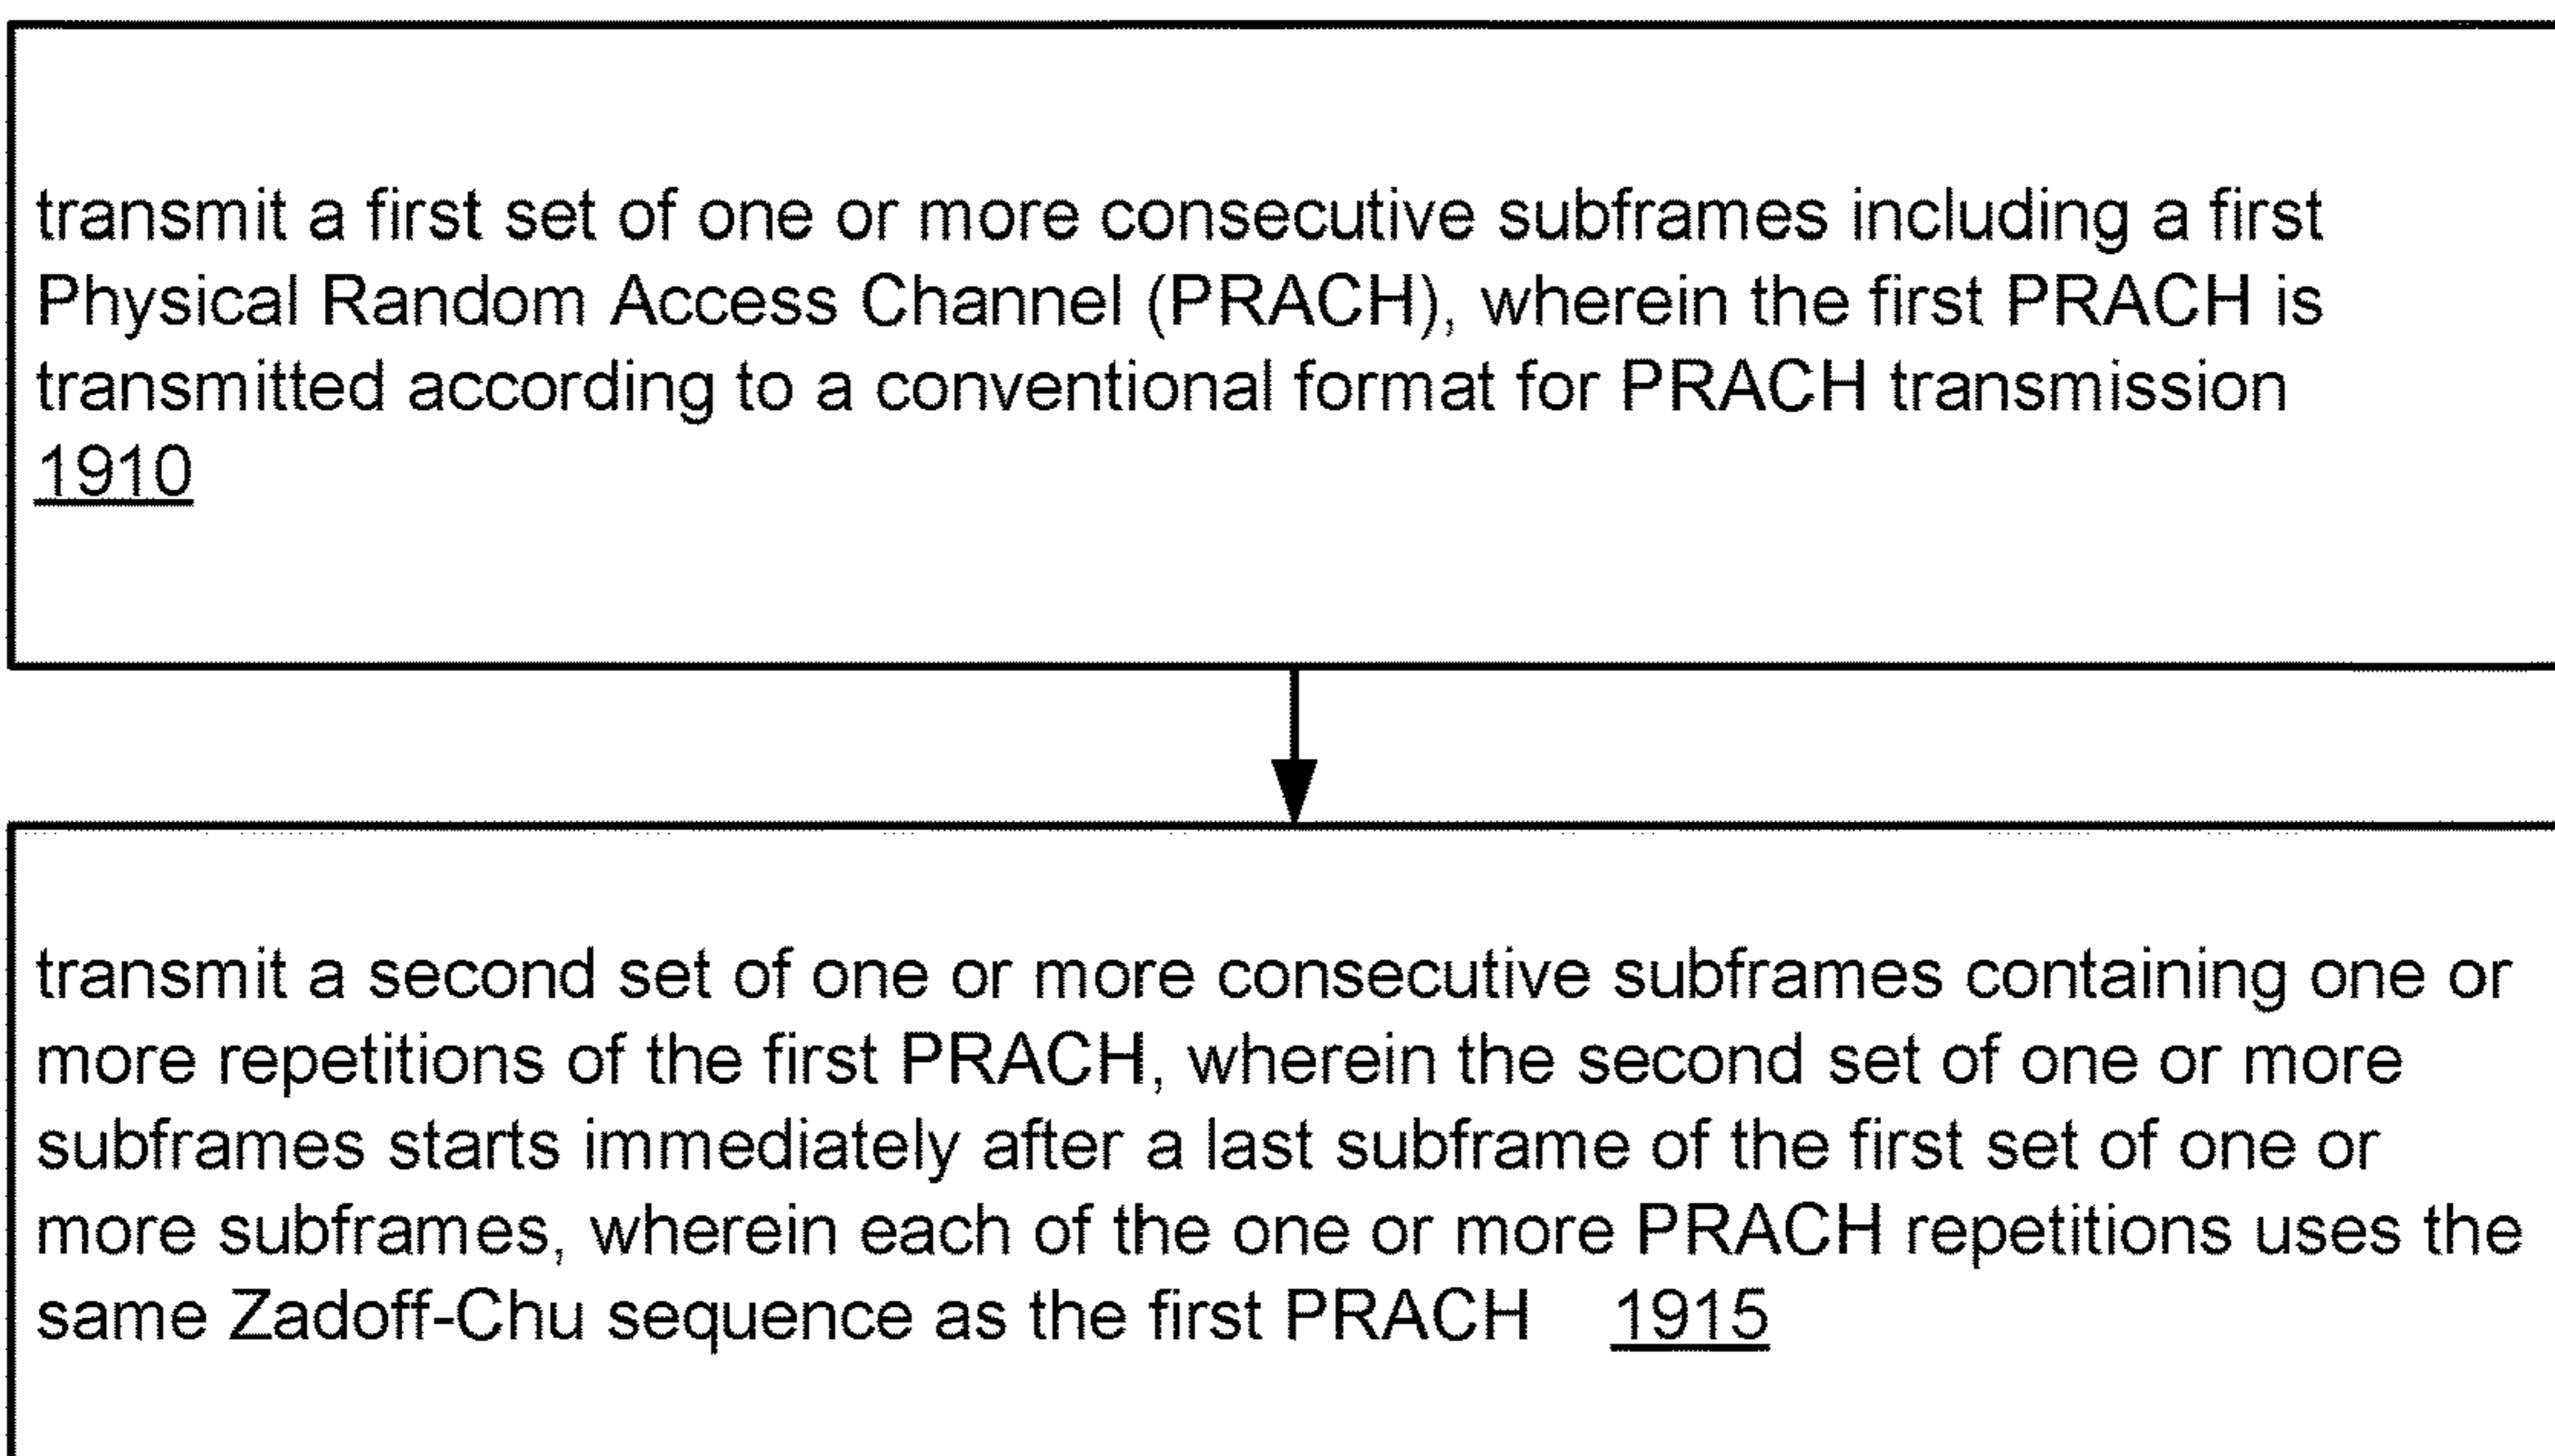 transmit a first set of one or more consecutive subframes including a first
Physical Random Access Channel (PRACH), wherein the first PRACH is
transmitted according to a conventional format for PRACH transmission
1910
transmit a second set of one or more consecutive subframes containing one or
more repetitions of the first PRACH, wherein the second set of one or more
subframes starts immediately after a last subframe of the first set of one or
more subframes, wherein each of the one or more PRACH repetitions uses the
same Zadoff-Chu sequence as the first PRACH 1915